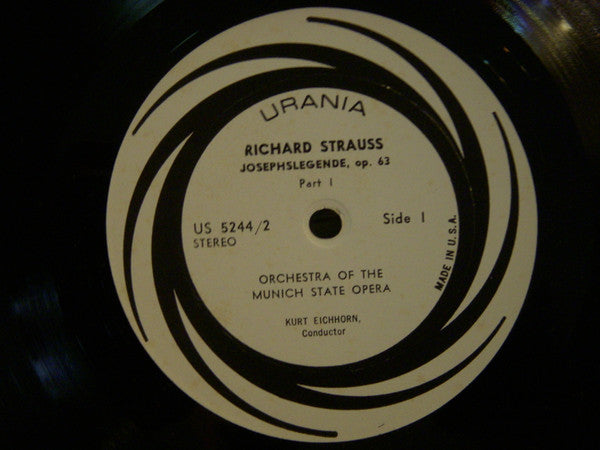 URANIA
RICHARD STRAUSS
JOSEPHSLEGENDE, op. 63
Part I
US 5244/2
STEREO
Side I
MADE IN U.S.A.
ORCHESTRA OF THE
MUNICH STATE OPERA
KURT EICHHORN,
Conductor